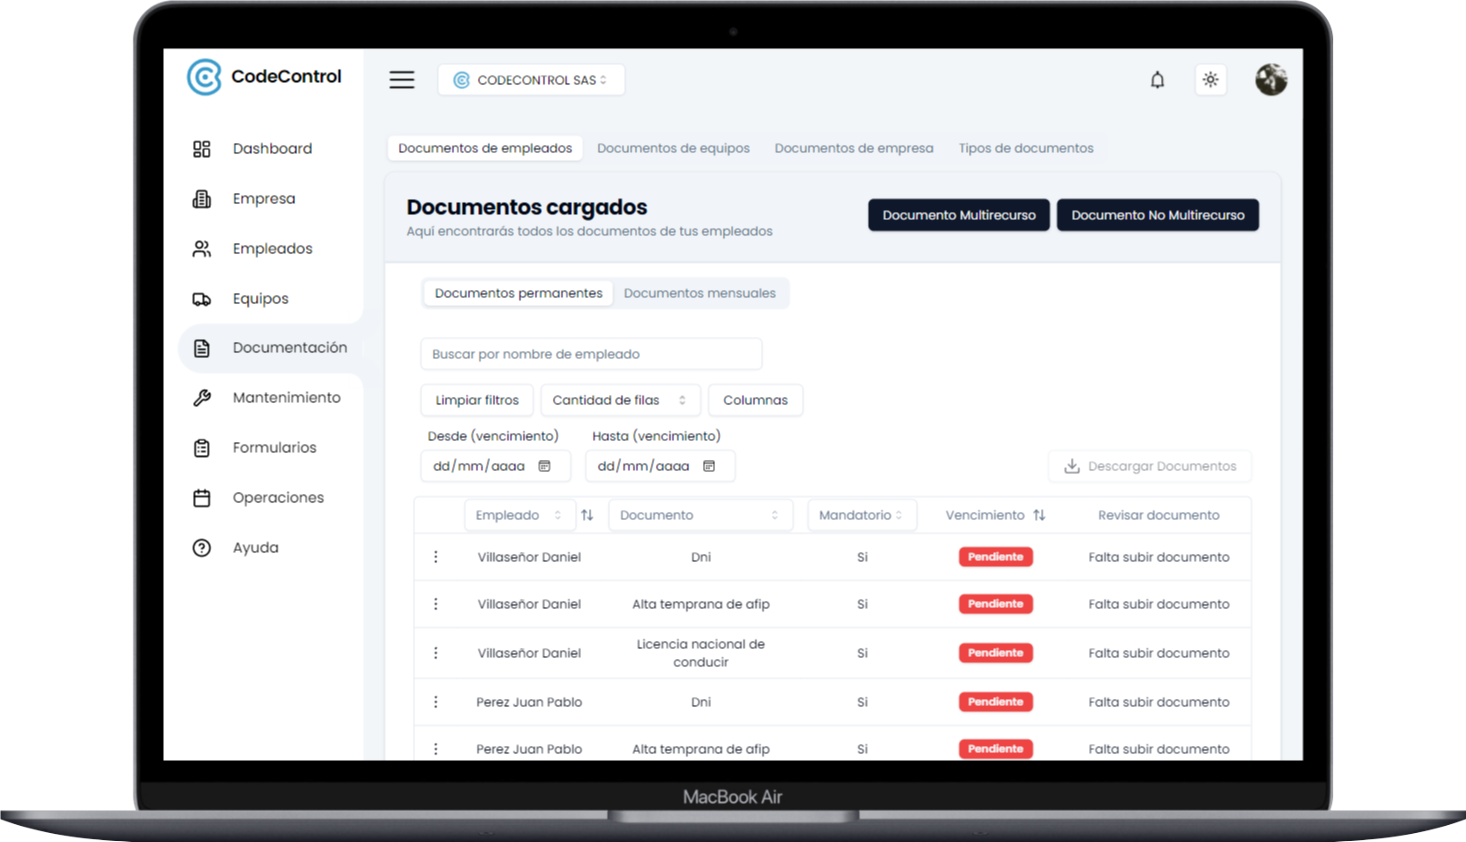 CodeControl
CODECONTROL SAS
Dashboard
Empresa
Empleados
Equipos
Documentación
Mantenimiento
Formularios
Operaciones
Ayuda
Documentos de empleados Documentos de equipos Documentos de empresa Tipos de documentos
Documentos cargados
Aquí encontrarás todos los documentos de tus empleados
Documento Multirecurso Documento No Multirecurso
Documentos permanentes Documentos mensuales
Buscar por nombre de empleado
Limpiar filtros Cantidad de filas Columnas
Desde (vencimiento) Hasta (vencimiento)
dd/mm/aaaa dd/mm/aaaa
Descargar Documentos
Empleado Documento Mandatorio Vencimiento Revisar documento
Villaseñor Daniel Dni Si Pendiente Falta subir documento
Villaseñor Daniel Alta temprana de afip Si Pendiente Falta subir documento
Villaseñor Daniel Licencia nacional de conducir Si Pendiente Falta subir documento
Perez Juan Pablo Dni Si Pendiente Falta subir documento
Perez Juan Pablo Alta temprana de afip Si Pendiente Falta subir documento
MacBook Air